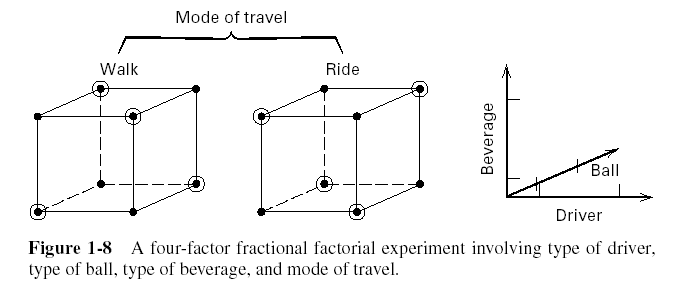 Mode of travel
Walk
Ride
Beverage
Ball
Driver
Figure 1-8 A four-factor fractional factorial experiment involving type of driver,
type of ball, type of beverage, and mode of travel.